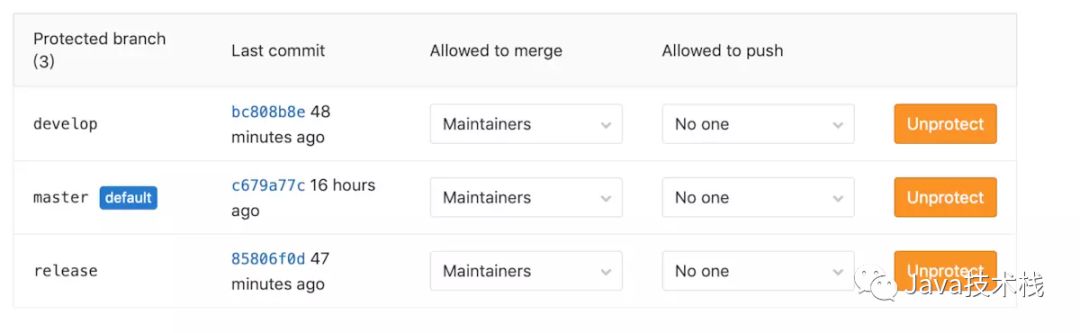 Protected branch (3) Last commit Allowed to merge Allowed to push
develop bc808b8e 48 minutes ago Maintainers No one Unprotect
master default c679a77c 16 hours ago Maintainers No one Unprotect
release 85806f0d 47 minutes ago Maintainers No one Unprotect
Java技术栈